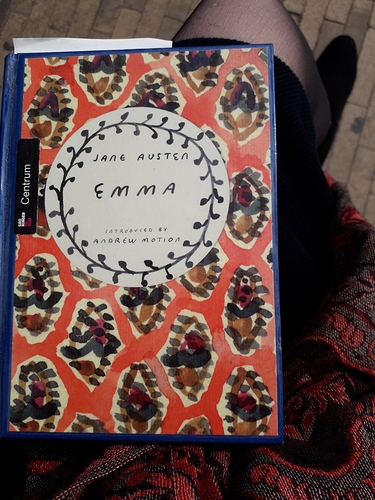 JANE AUSTEN
EMMA
INTRODUCED BY
ANDREW MOTION
Centrum